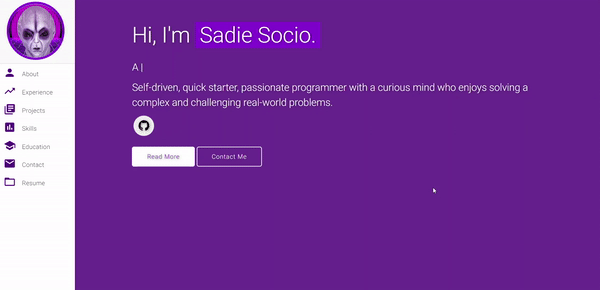 Hi, I'm Sadie Socio.
A |
Self-driven, quick starter, passionate programmer with a curious mind who enjoys solving a
complex and challenging real-world problems.
Read More
Contact Me
About
Experience
Projects
Skills
Education
Contact
Resume